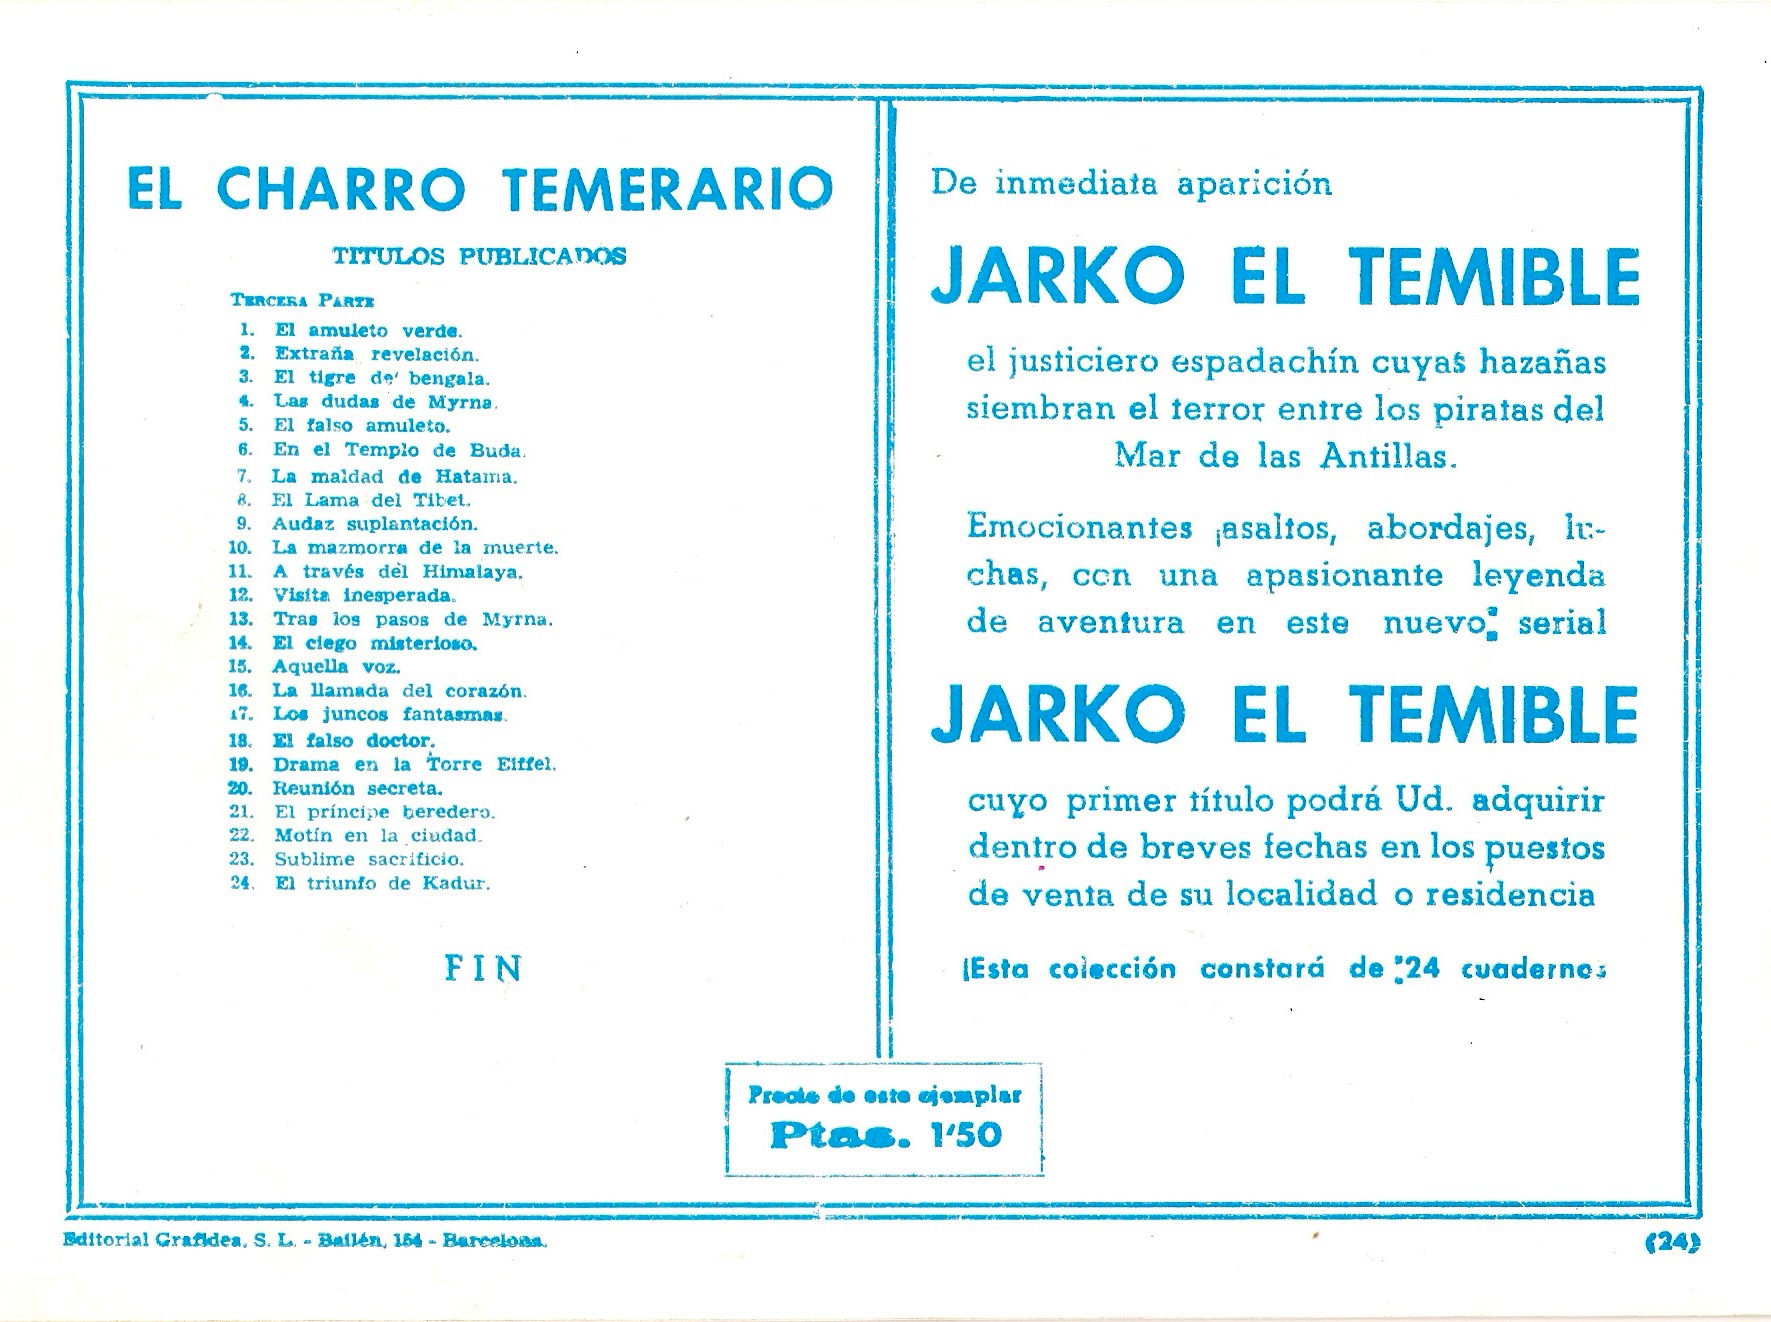 EL CHARRO TEMERARIO
TITULOS PUBLICADOS
TERCERA PARTE
1. El amuleto verde.
2. Extraña revelación.
3. El tigre de' bengala.
4. Las dudas de Myrna.
5. El falso amuleto.
6. En el Templo de Buda.
7. La maldad de Hatama.
8. El Lama del Tibet.
9. Audaz suplantación.
10. La mazmorra de la muerte.
11. A través del Himalaya.
12. Visita inesperada.
13. Tras los pasos de Myrna.
14. El ciego misterioso.
15. Aquella voz.
16. La llamada del corazón.
17. Los juncos fantasmas.
18. El falso doctor.
19. Drama en la Torre Eiffel.
20. Reunión secreta.
21. El príncipe heredero.
22. Motín en la ciudad.
23. Sublime sacrificio.
24. El triunfo de Kadur.
FIN
De inmediata aparición
JARKO EL TEMIBLE
el justiciero espadachín cuyas hazañas
siembran el terror entre los piratas del
Mar de las Antillas.
Emocionantes ¡asaltos, abordajes, lu-
chas, con una apasionante leyenda
de aventura en este nuevo: serial
JARKO EL TEMIBLE
cuyo primer título podrá Ud. adquirir
dentro de breves fechas en los puestos
de venta de su localidad o residencia
¡Esta colección constará de 24 cuadernos
Precio de este ejemplar
Ptas. 1'50
Editorial Grafidea, S. L. - Bailén, 154 - Barcelona.
(24)